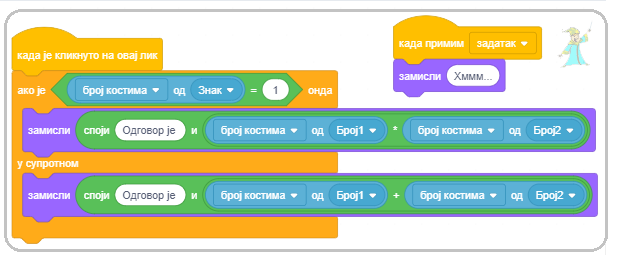 када је кликнуто на овај лик
ако је број костима од Знак = 1 онда
замисли споји Одговор је и број костима од Број1 * број костима од Број2
у супротном
замисли споји Одговор је и број костима од Број1 + број костима од Број2
када примим задатак
замисли Хммм...